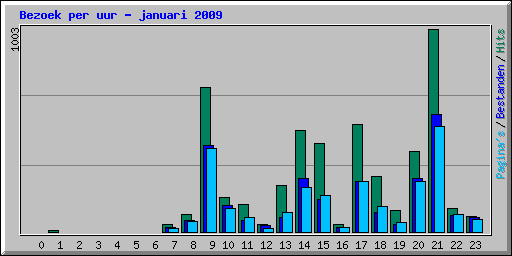 Bezoek per uur - januari 2009
1003
Pagina's / Bestanden / Hits
0 1 2 3 4 5 6 7 8 9 10 11 12 13 14 15 16 17 18 19 20 21 22 23